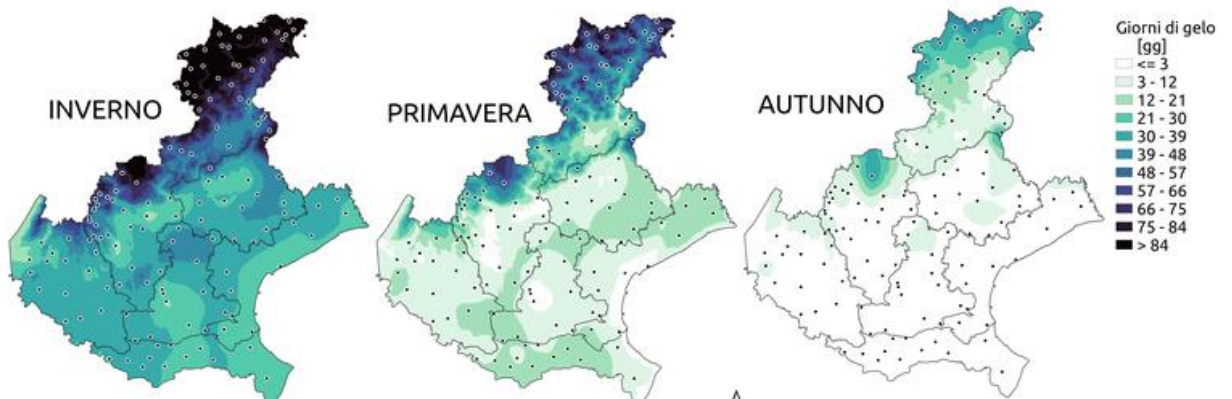 INVERNO
PRIMAVERA
AUTUNNO
Giorni di gelo
[gg]
<= 3
3 - 12
12 - 21
21 - 30
30 - 39
39 - 48
48 - 57
57 - 66
66 - 75
75 - 84
> 84